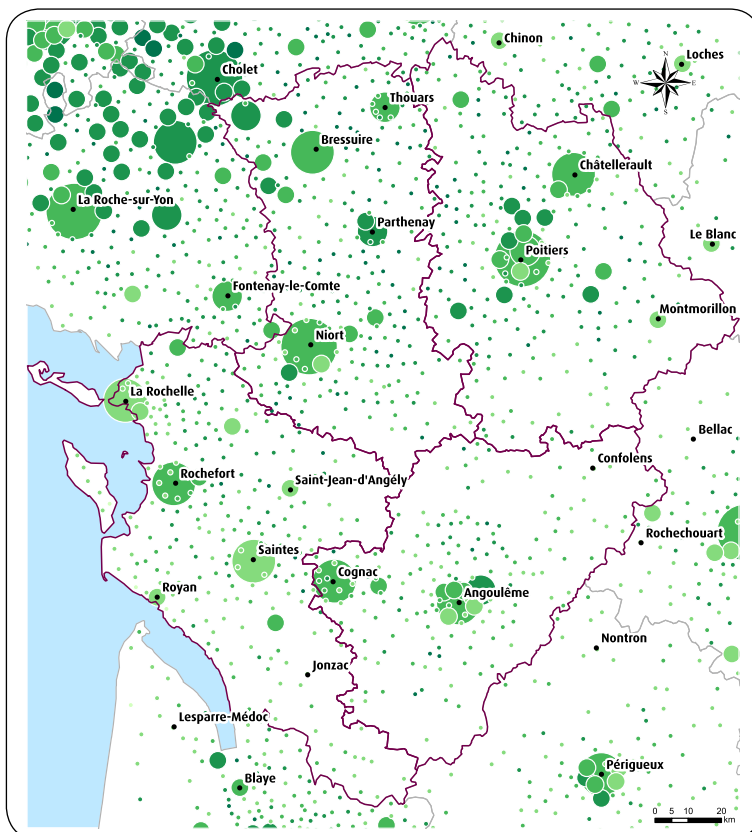 Chinon
Loches
N
W
E
S
Cholet
Thouars
Bressuire
Châtellerault
La Roche-sur-Yon
Parthenay
Le Blanc
Poitiers
Fontenay-le-Comte
Montmorillon
Niort
La Rochelle
Bellac
Confolens
Rochefort
Saint-Jean-d'Angély
Rochechouart
Saintes
Cognac
Angoulême
Royan
Nontron
Jonzac
Lesparre-Médoc
Périgueux
Blaye
0 10 20
km